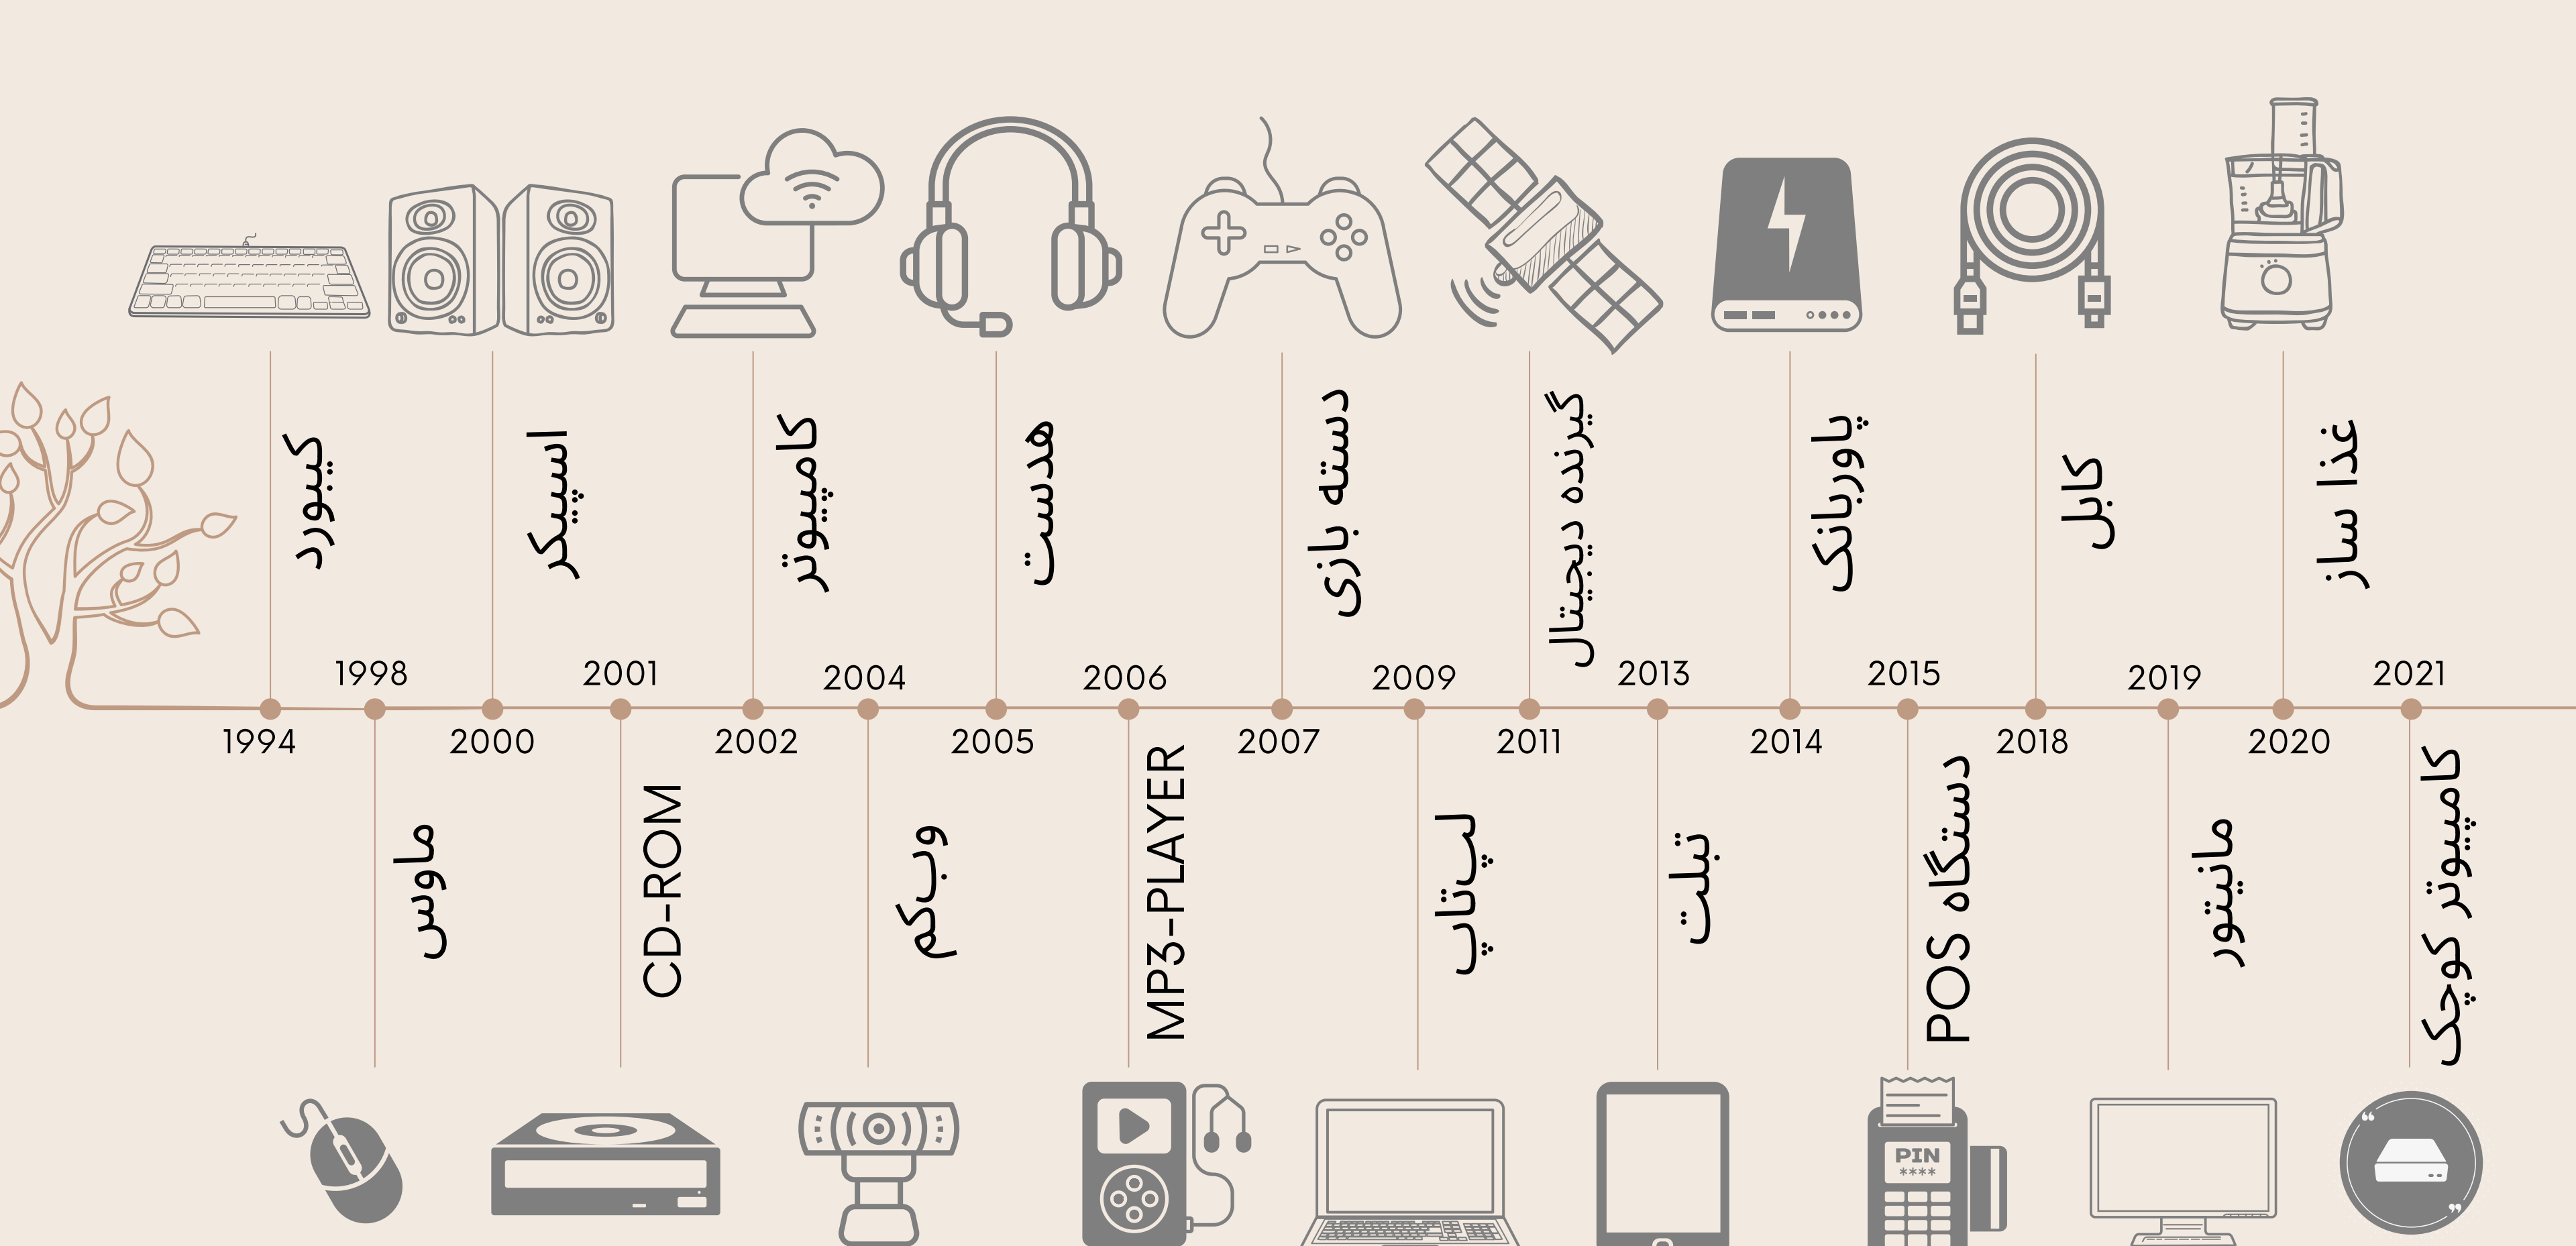 کیبورد
اسپیکر
کامپیوتر
هدست
دسته بازی
گیرنده دیجیتال
پاوربانک
کابل
غذا ساز
1998
2001
2004
2006
2009
2013
2015
2019
2021
1994
2000
2002
2005
2007
2011
2014
2018
2020
ماوس
CD-ROM
وب‌کم
MP3-PLAYER
لپ‌تاپ
تبلت
دستگاه POS
مانیتور
کامپیوتر کوچک
PIN
****